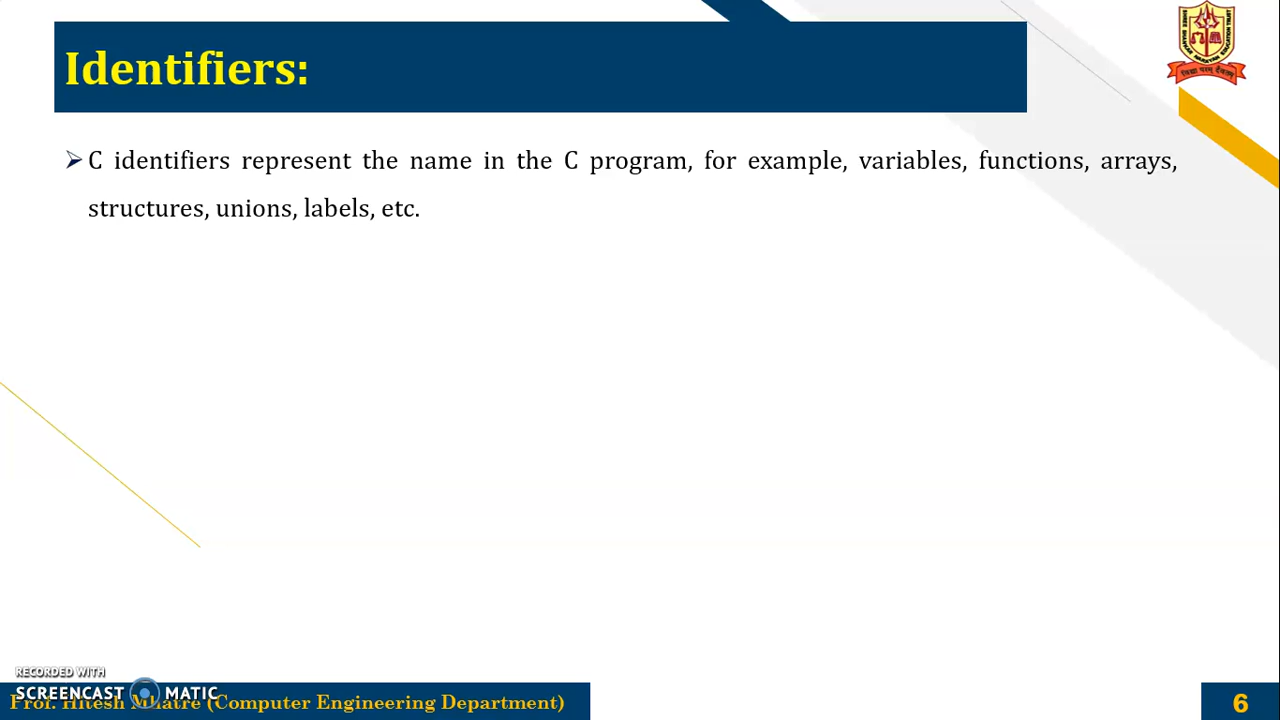 Identifiers:
C identifiers represent the name in the C program, for example, variables, functions, arrays,
structures, unions, labels, etc.
RECORDED WITH
SCREENCAST MATIC
Prof. Hitesh Mhatre (Computer Engineering Department)
6